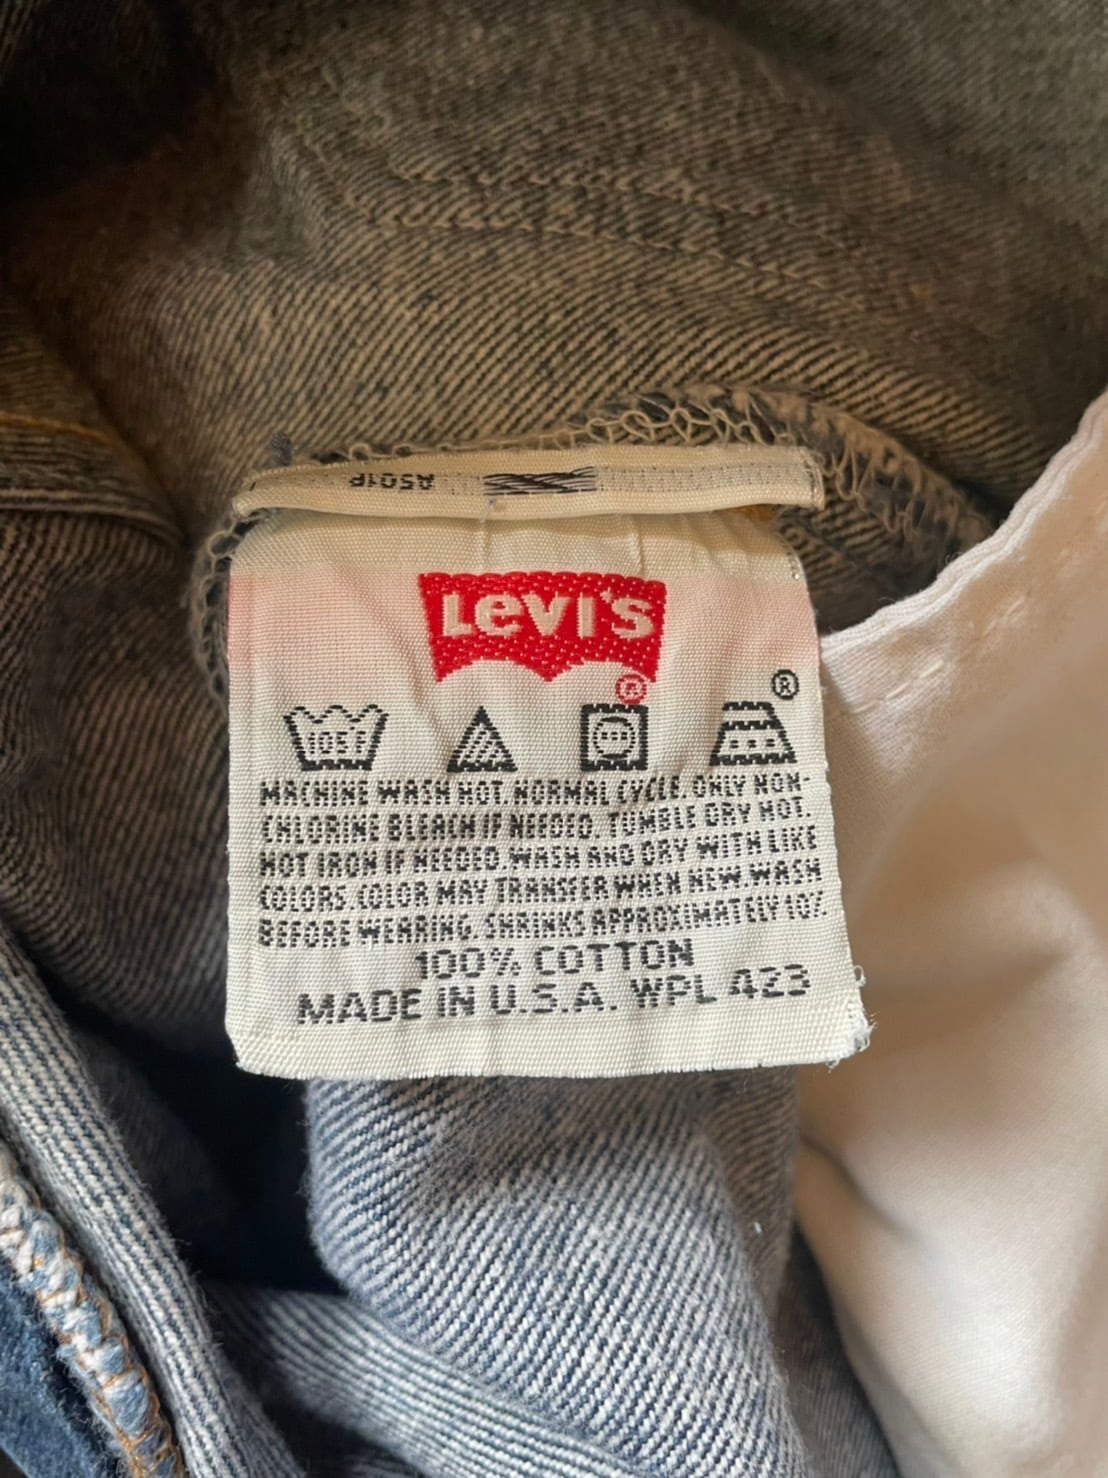 A501P
Levi's
®
®
105F
MACHINE WASH HOT. NORMAL CYCLE. ONLY NON-
CHLORINE BLEACH IF NEEDED. TUMBLE DRY HOT.
HOT IRON IF NEEDED. WASH AND DRY WITH LIKE
COLORS. COLOR MAY TRANSFER WHEN NEW. WASH
BEFORE WEARING. SHRINKS APPROXIMATELY 10%.
100% COTTON
MADE IN U.S.A. WPL 423